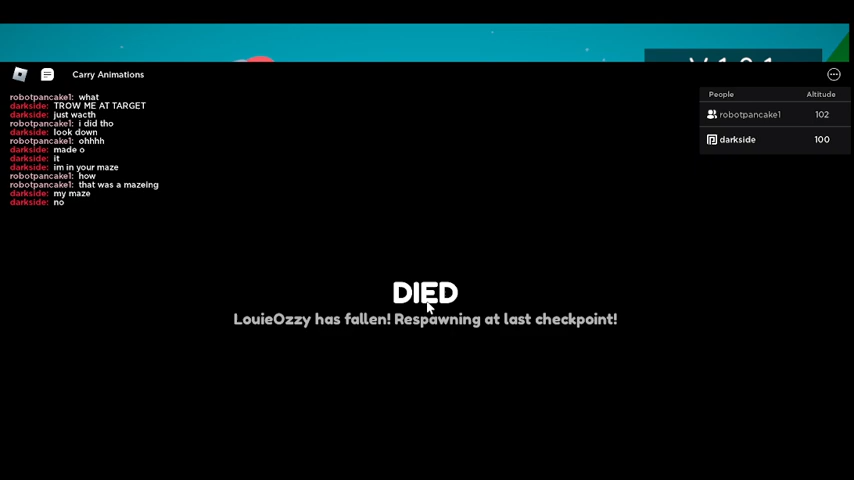 Carry Animations
robotpancake1: what
darkside: TROW ME AT TARGET
darkside: just wacth
robotpancake1: i did tho
darkside: look down
robotpancake1: ohhhh
darkside: made o
darkside: it
darkside: im in your maze
robotpancake1: how
robotpancake1: that was a mazeing
darkside: my maze
darkside: no
People Altitude
robotpancake1 102
darkside 100
DIED
LouieOzzy has fallen! Respawning at last checkpoint!